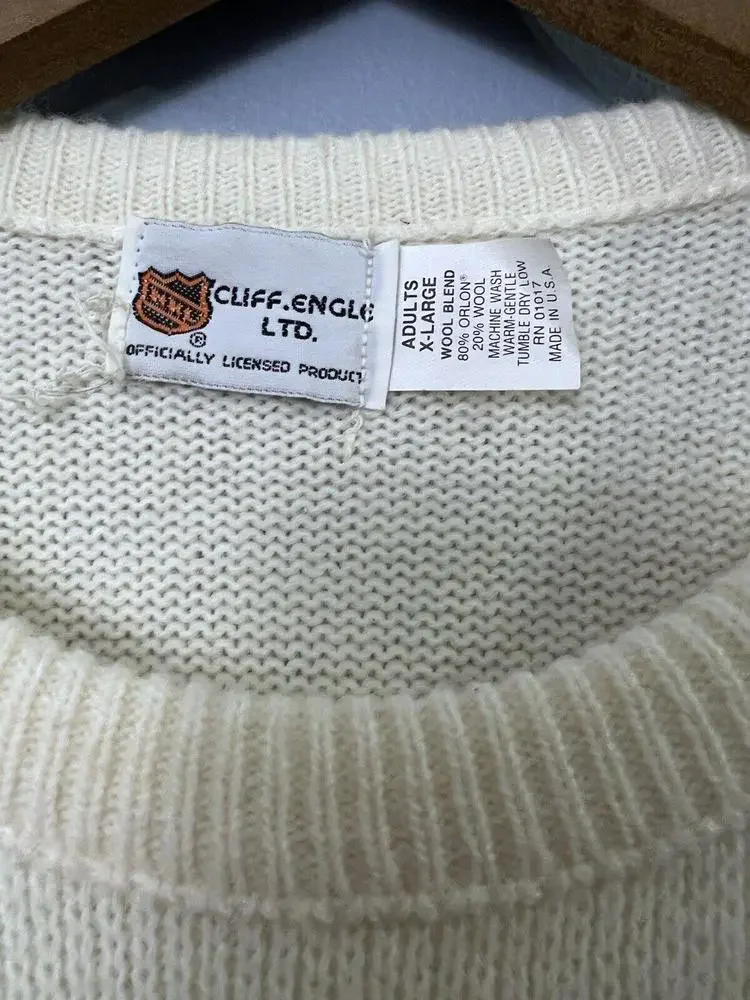 NHL
CLIFF.ENGLE
LTD.
®
OFFICIALLY LICENSED PRODUCT
ADULTS
X-LARGE
WOOL BLEND
80% ORLON®
20% WOOL
MACHINE WASH
WARM-GENTLE
TUMBLE DRY LOW
RN 01017
MADE IN U.S.A.